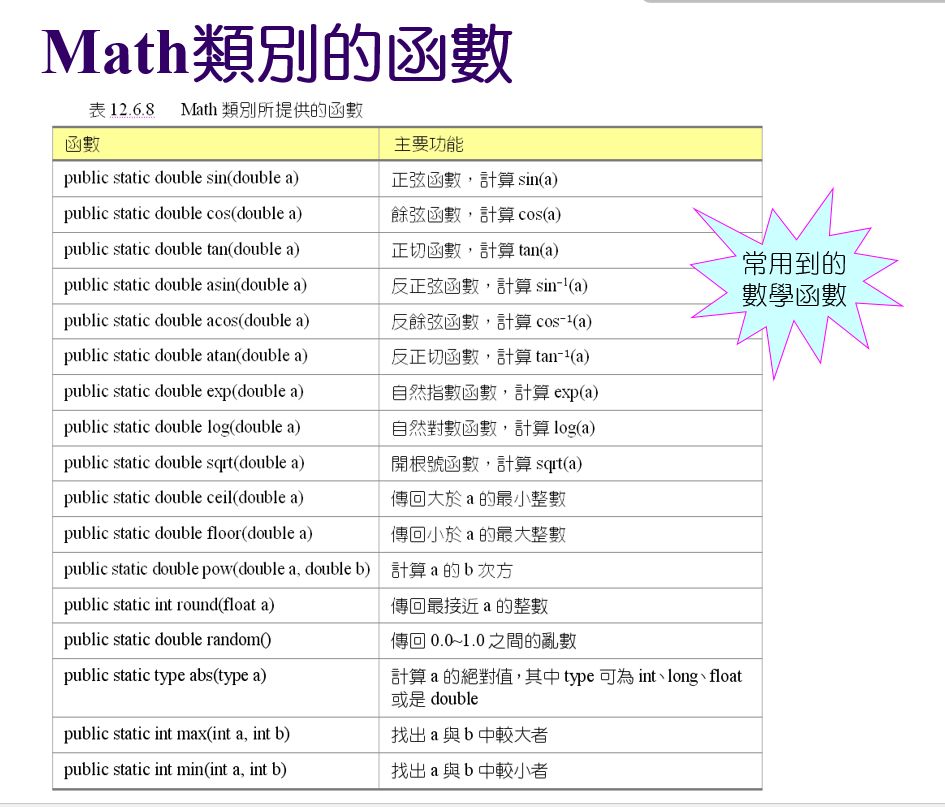 Math類別的函數
表 12.6.8 Math 類別所提供的函數
函數 主要功能
public static double sin(double a) 正弦函數，計算 sin(a)
public static double cos(double a) 餘弦函數，計算 cos(a)
public static double tan(double a) 正切函數，計算 tan(a)
public static double asin(double a) 反正弦函數，計算 sin⁻¹(a)
public static double acos(double a) 反餘弦函數，計算 cos⁻¹(a)
public static double atan(double a) 反正切函數，計算 tan⁻¹(a)
public static double exp(double a) 自然指數函數，計算 exp(a)
public static double log(double a) 自然對數函數，計算 log(a)
public static double sqrt(double a) 開根號函數，計算 sqrt(a)
public static double ceil(double a) 傳回大於 a 的最小整數
public static double floor(double a) 傳回小於 a 的最大整數
public static double pow(double a, double b) 計算 a 的 b 次方
public static int round(float a) 傳回最接近 a 的整數
public static double random() 傳回 0.0~1.0 之間的亂數
public static type abs(type a) 計算 a 的絕對值，其中 type 可為 int、long、float
或是 double
public static int max(int a, int b) 找出 a 與 b 中較大者
public static int min(int a, int b) 找出 a 與 b 中較小者
常用到的
數學函數